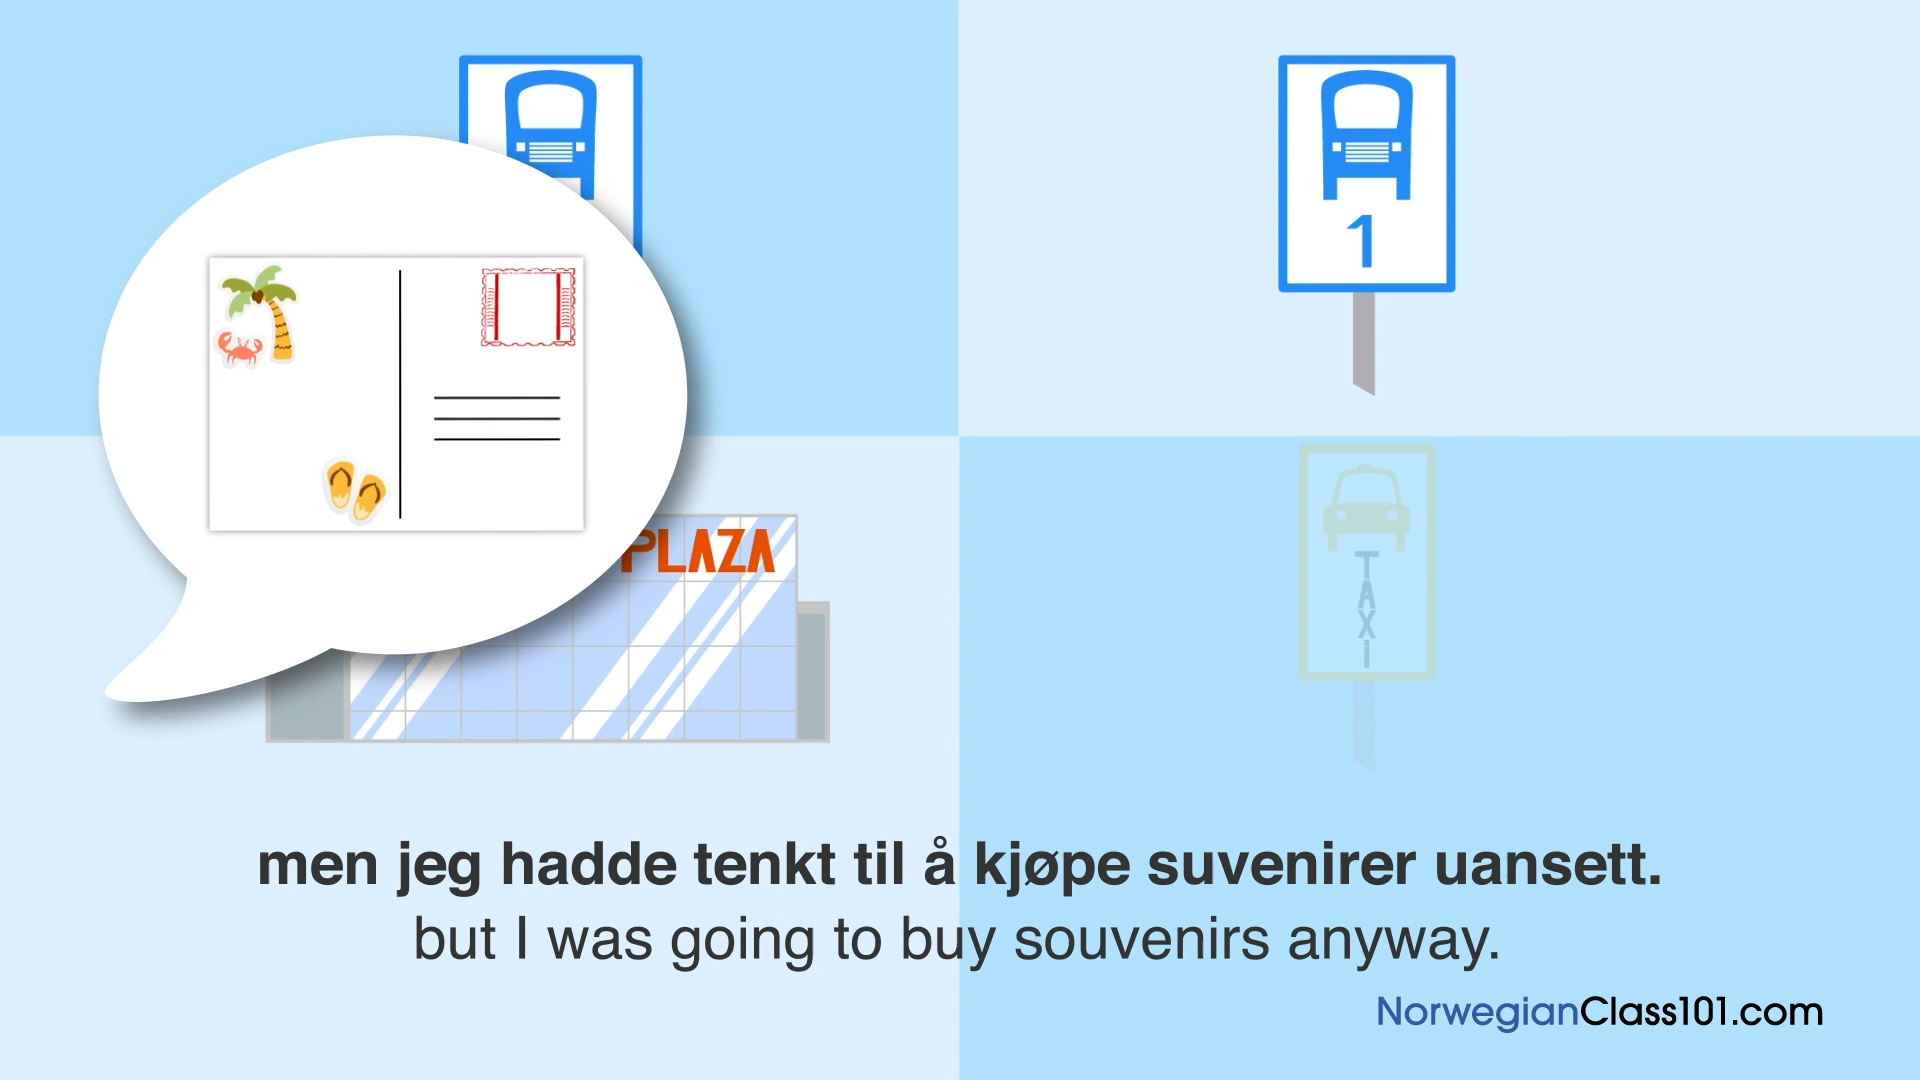 1
PLAZA
TAXi
men jeg hadde tenkt til å kjøpe suvenirer uansett.
but I was going to buy souvenirs anyway.
NorwegianClass101.com